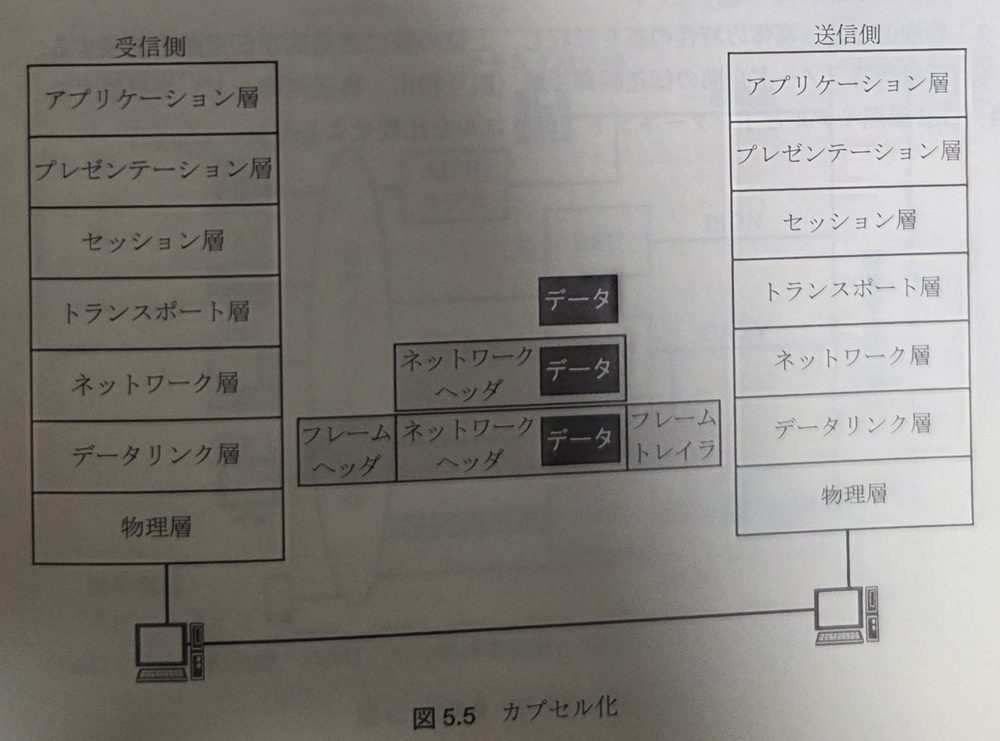 受信側
アプリケーション層
プレゼンテーション層
セッション層
トランスポート層
ネットワーク層
データリンク層
物理層
データ
ネットワーク
ヘッダ
データ
フレーム
ヘッダ
ネットワーク
ヘッダ
データ
フレーム
トレイラ
送信側
アプリケーション層
プレゼンテーション層
セッション層
トランスポート層
ネットワーク層
データリンク層
物理層
図 5.5 カプセル化